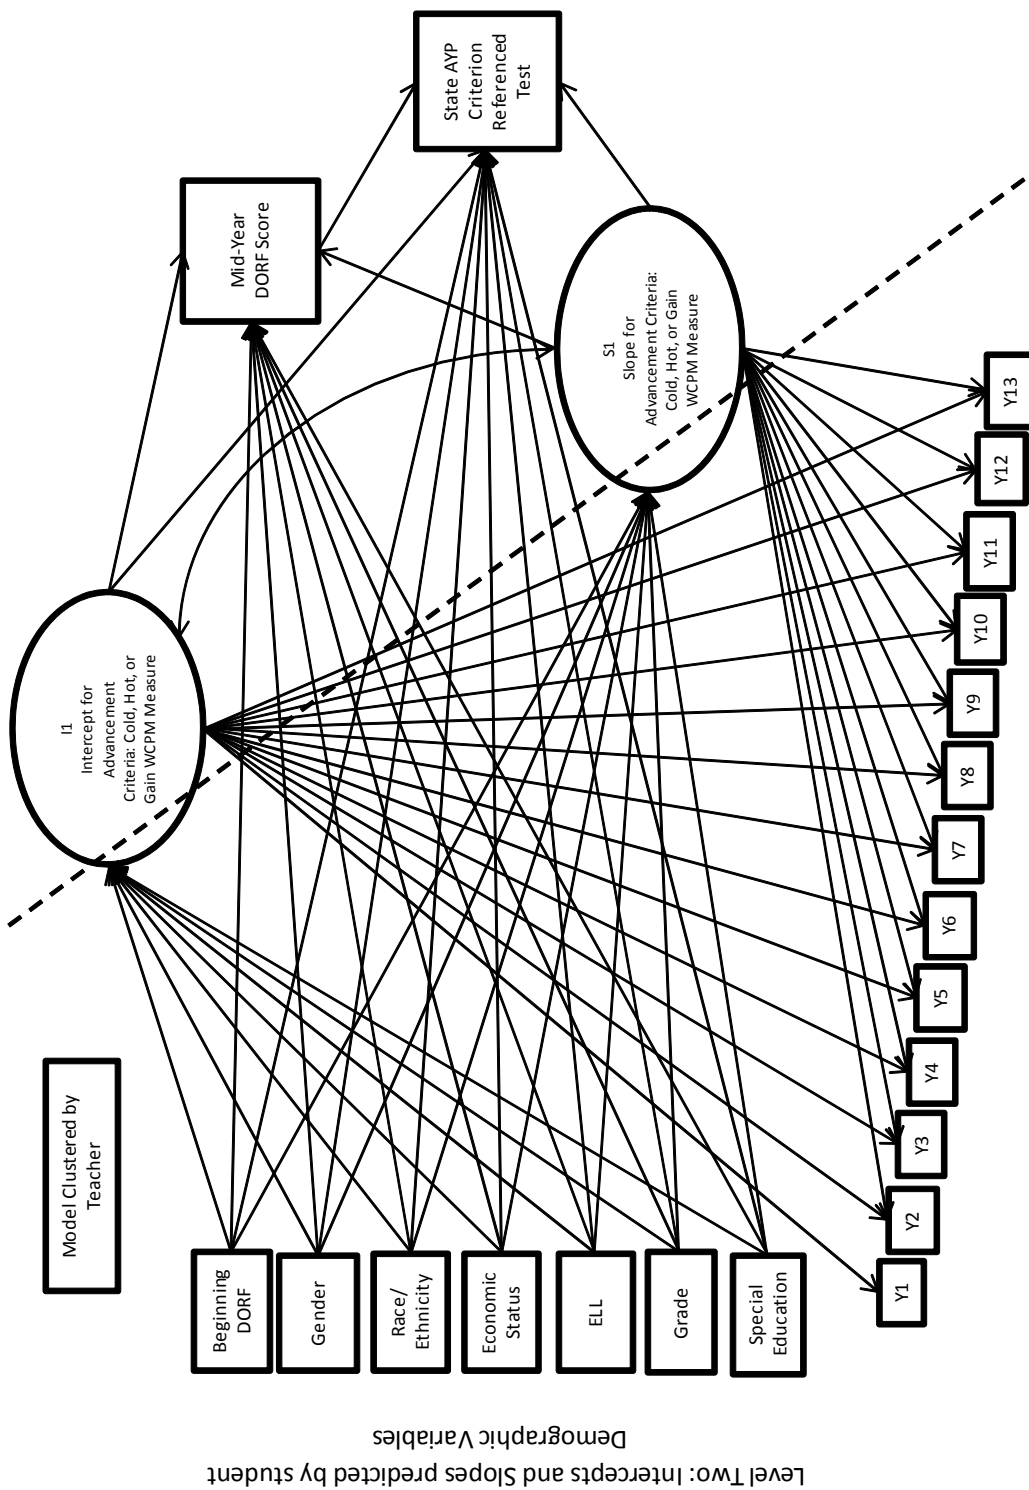 Model Clustered by
Teacher
I1
Intercept for
Advancement
Criteria: Cold, Hot, or
Gain WCPM Measure
Mid-Year
DORF Score
State AYP
Criterion
Referenced
Test
S1
Slope for
Advancement Criteria:
Cold, Hot, or Gain
WCPM Measure
Beginning
DORF
Gender
Race/
Ethnicity
Economic
Status
ELL
Grade
Special
Education
Y1
Y2
Y3
Y4
Y5
Y6
Y7
Y8
Y9
Y10
Y11
Y12
Y13
Level Two: Intercepts and Slopes predicted by student
Demographic Variables